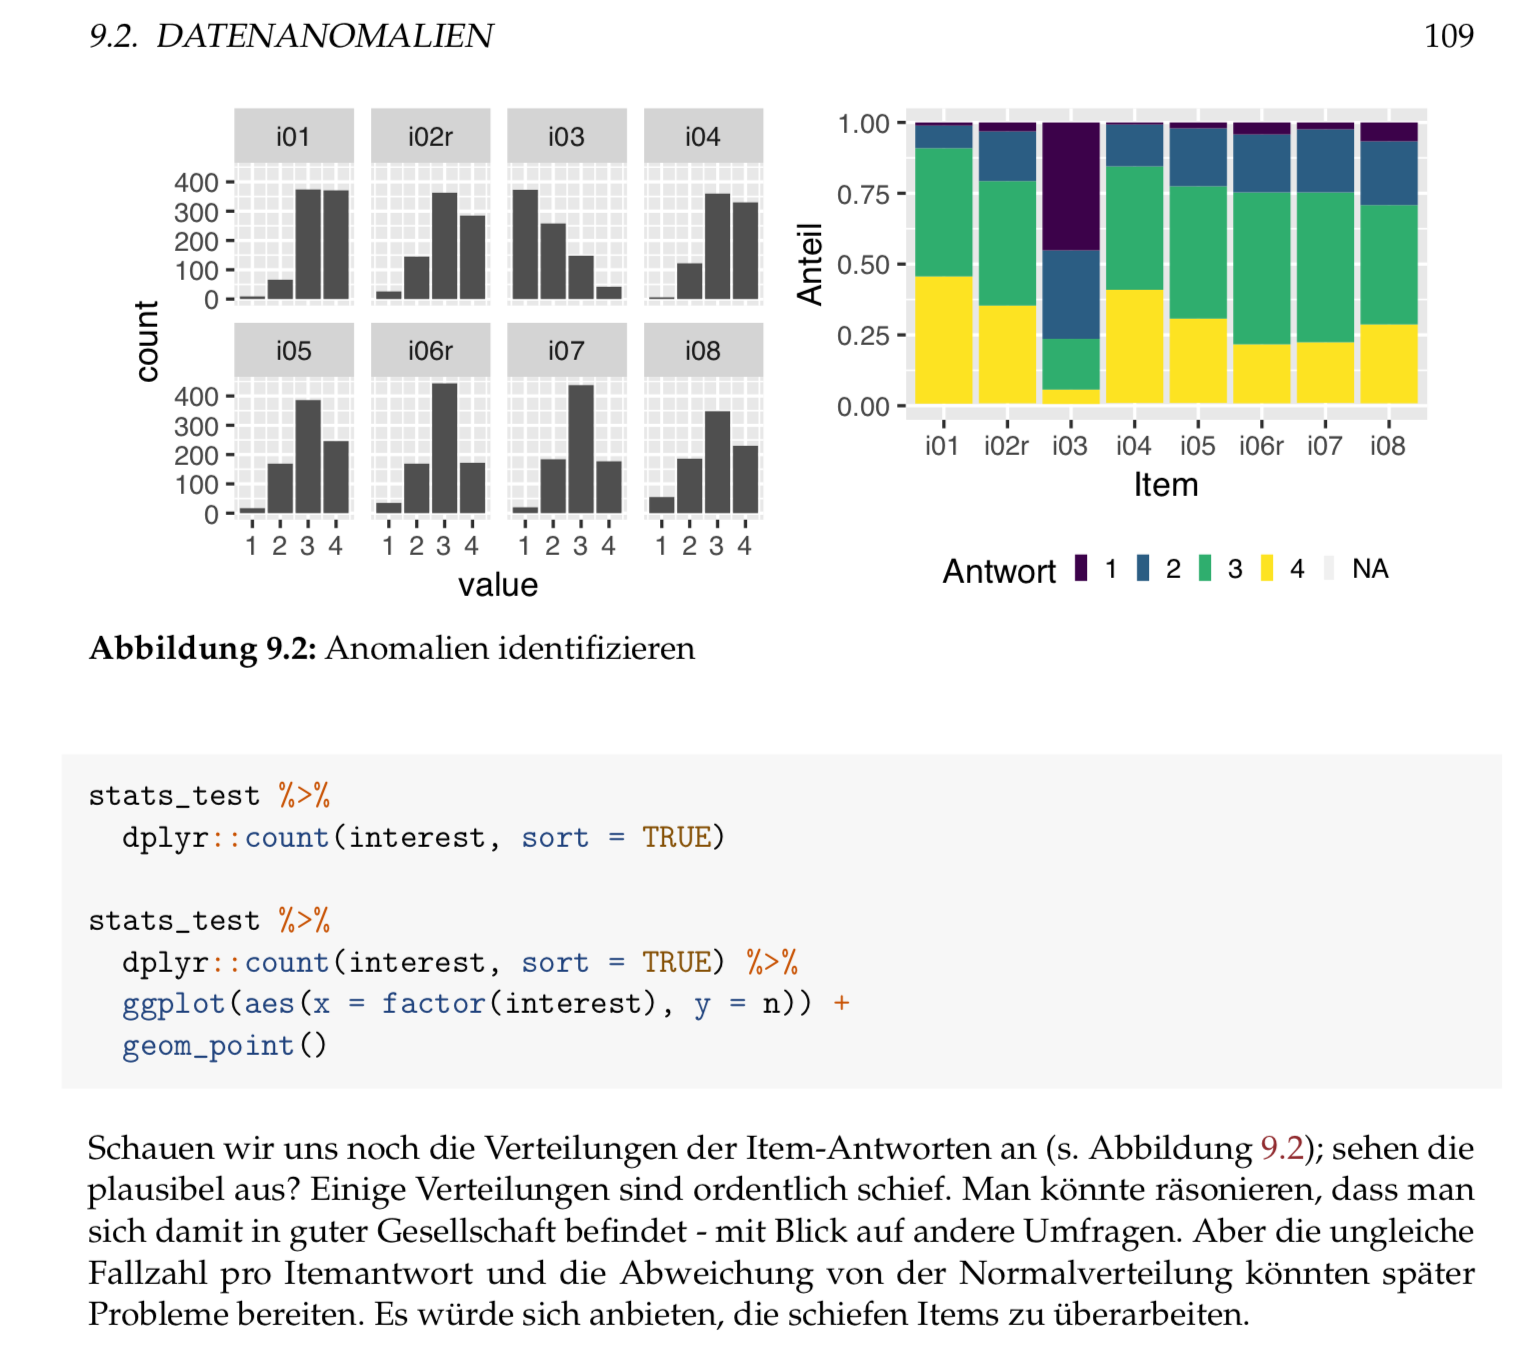 9.2. DATENANOMALIEN 109
i01 i02r i03 i04
400
300
200
100
0
i05 i06r i07 i08
400
300
200
100
0
1 2 3 4 1 2 3 4 1 2 3 4 1 2 3 4
count
value
1.00
0.75
0.50
0.25
0.00
Anteil
i01 i02r i03 i04 i05 i06r i07 i08
Item
Antwort 1 2 3 4 NA
Abbildung 9.2: Anomalien identifizieren
stats_test %>%
  dplyr::count(interest, sort = TRUE)
stats_test %>%
  dplyr::count(interest, sort = TRUE) %>%
  ggplot(aes(x = factor(interest), y = n)) +
  geom_point()
Schauen wir uns noch die Verteilungen der Item-Antworten an (s. Abbildung 9.2); sehen die
plausibel aus? Einige Verteilungen sind ordentlich schief. Man könnte räsonieren, dass man
sich damit in guter Gesellschaft befindet - mit Blick auf andere Umfragen. Aber die ungleiche
Fallzahl pro Itemantwort und die Abweichung von der Normalverteilung könnten später
Probleme bereiten. Es würde sich anbieten, die schiefen Items zu überarbeiten.